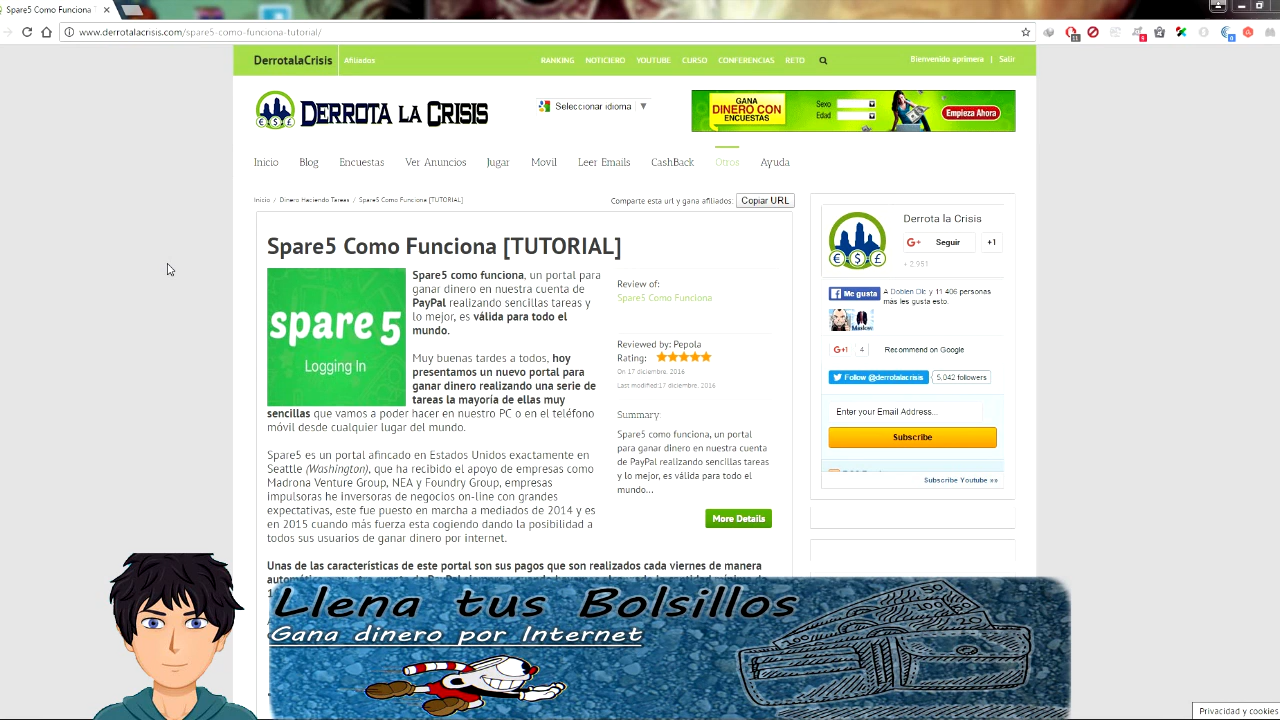 Spare5 Como Funciona
www.derrotalacrisis.com/spare5-como-funciona-tutorial/
DerrotalaCrisis
Afiliados
RANKING NOTICIERO YOUTUBE CURSO CONFERENCIAS RETO
Bienvenido aprimera | Salir
DERROTA LA CRISIS
Seleccionar idioma ▼
GANA
DINERO CON
ENCUESTAS
Sexo
Edad
Empieza Ahora
Inicio Blog Encuestas Ver Anuncios Jugar Movil Leer Emails CashBack Otros Ayuda
Inicio / Dinero Haciendo Tareas / Spare5 Como Funciona [TUTORIAL]
Comparte esta url y gana afiliados: Copiar URL
Spare5 Como Funciona [TUTORIAL]
spare5
Logging In
Spare5 como funciona, un portal para
ganar dinero en nuestra cuenta de
PayPal realizando sencillas tareas y
lo mejor, es válida para todo el
mundo.
Muy buenas tardes a todos, hoy
presentamos un nuevo portal para
ganar dinero realizando una serie de
tareas la mayoría de ellas muy
sencillas que vamos a poder hacer en nuestro PC o en el teléfono
móvil desde cualquier lugar del mundo.
Spare5 es un portal afincado en Estados Unidos exactamente en
Seattle (Washington), que ha recibido el apoyo de empresas como
Madrona Venture Group, NEA y Foundry Group, empresas
impulsoras he inversoras de negocios on-line con grandes
expectativas, este fue puesto en marcha a mediados de 2014 y es
en 2015 cuando más fuerza esta cogiendo dando la posibilidad a
todos sus usuarios de ganar dinero por internet.
Unas de las características de este portal son sus pagos que son realizados cada viernes de manera
Review of:
Spare5 Como Funciona
Reviewed by: Pepola
Rating:
On 17 diciembre, 2016
Last modified:17 diciembre, 2016
Summary:
Spare5 como funciona, un portal
para ganar dinero en nuestra cuenta
de PayPal realizando sencillas tareas
y lo mejor, es válida para todo el
mundo...
More Details
Derrota la Crisis
G+ Seguir +1
+ 2.951
Me gusta
A Dobien Dlc y 11 406 personas
más les gusta esto.
G+1 4 Recommend on Google
Follow @derrotalacrisis 5,042 followers
Enter your Email Address...
Subscribe
Subscribe Youtube »»
Llena tus Bolsillos
Gana dinero por Internet
Privacidad y cookies